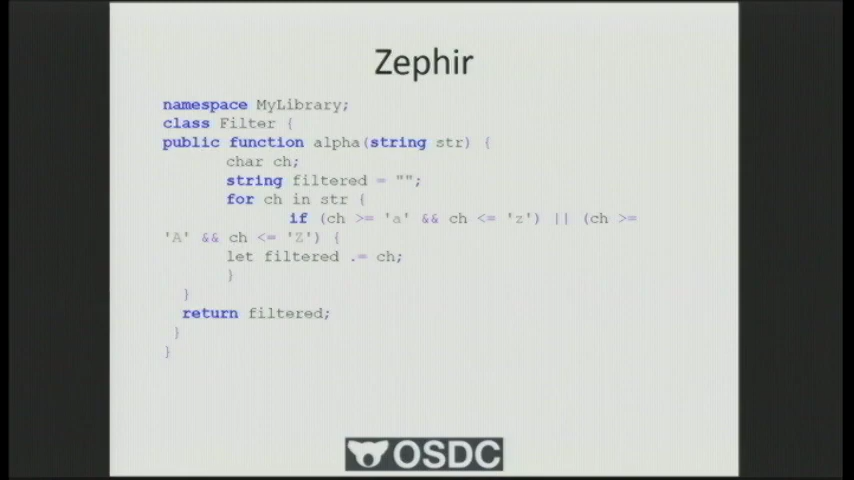 Zephir
namespace MyLibrary;
class Filter {
public function alpha(string str) {
char ch;
string filtered = "";
for ch in str {
if (ch >= 'a' && ch <= 'z') || (ch >=
'A' && ch <= 'Z') {
let filtered .= ch;
}
}
return filtered;
}
}
OSDC